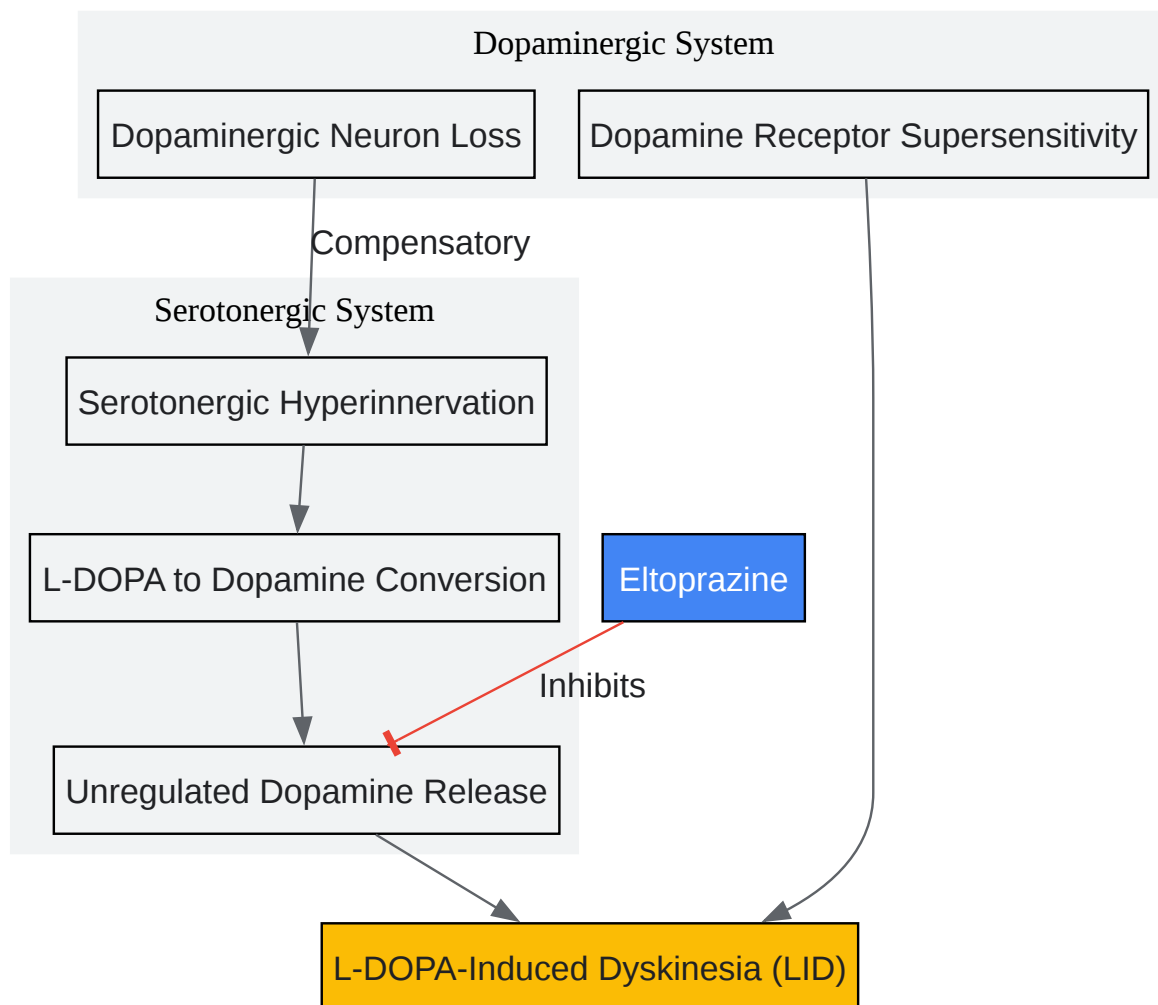 Dopaminergic System
Dopaminergic Neuron Loss
Dopamine Receptor Supersensitivity
Compensatory
Serotonergic System
Serotonergic Hyperinnervation
L-DOPA to Dopamine Conversion
Eltoprazine
Inhibits
Unregulated Dopamine Release
L-DOPA-Induced Dyskinesia (LID)